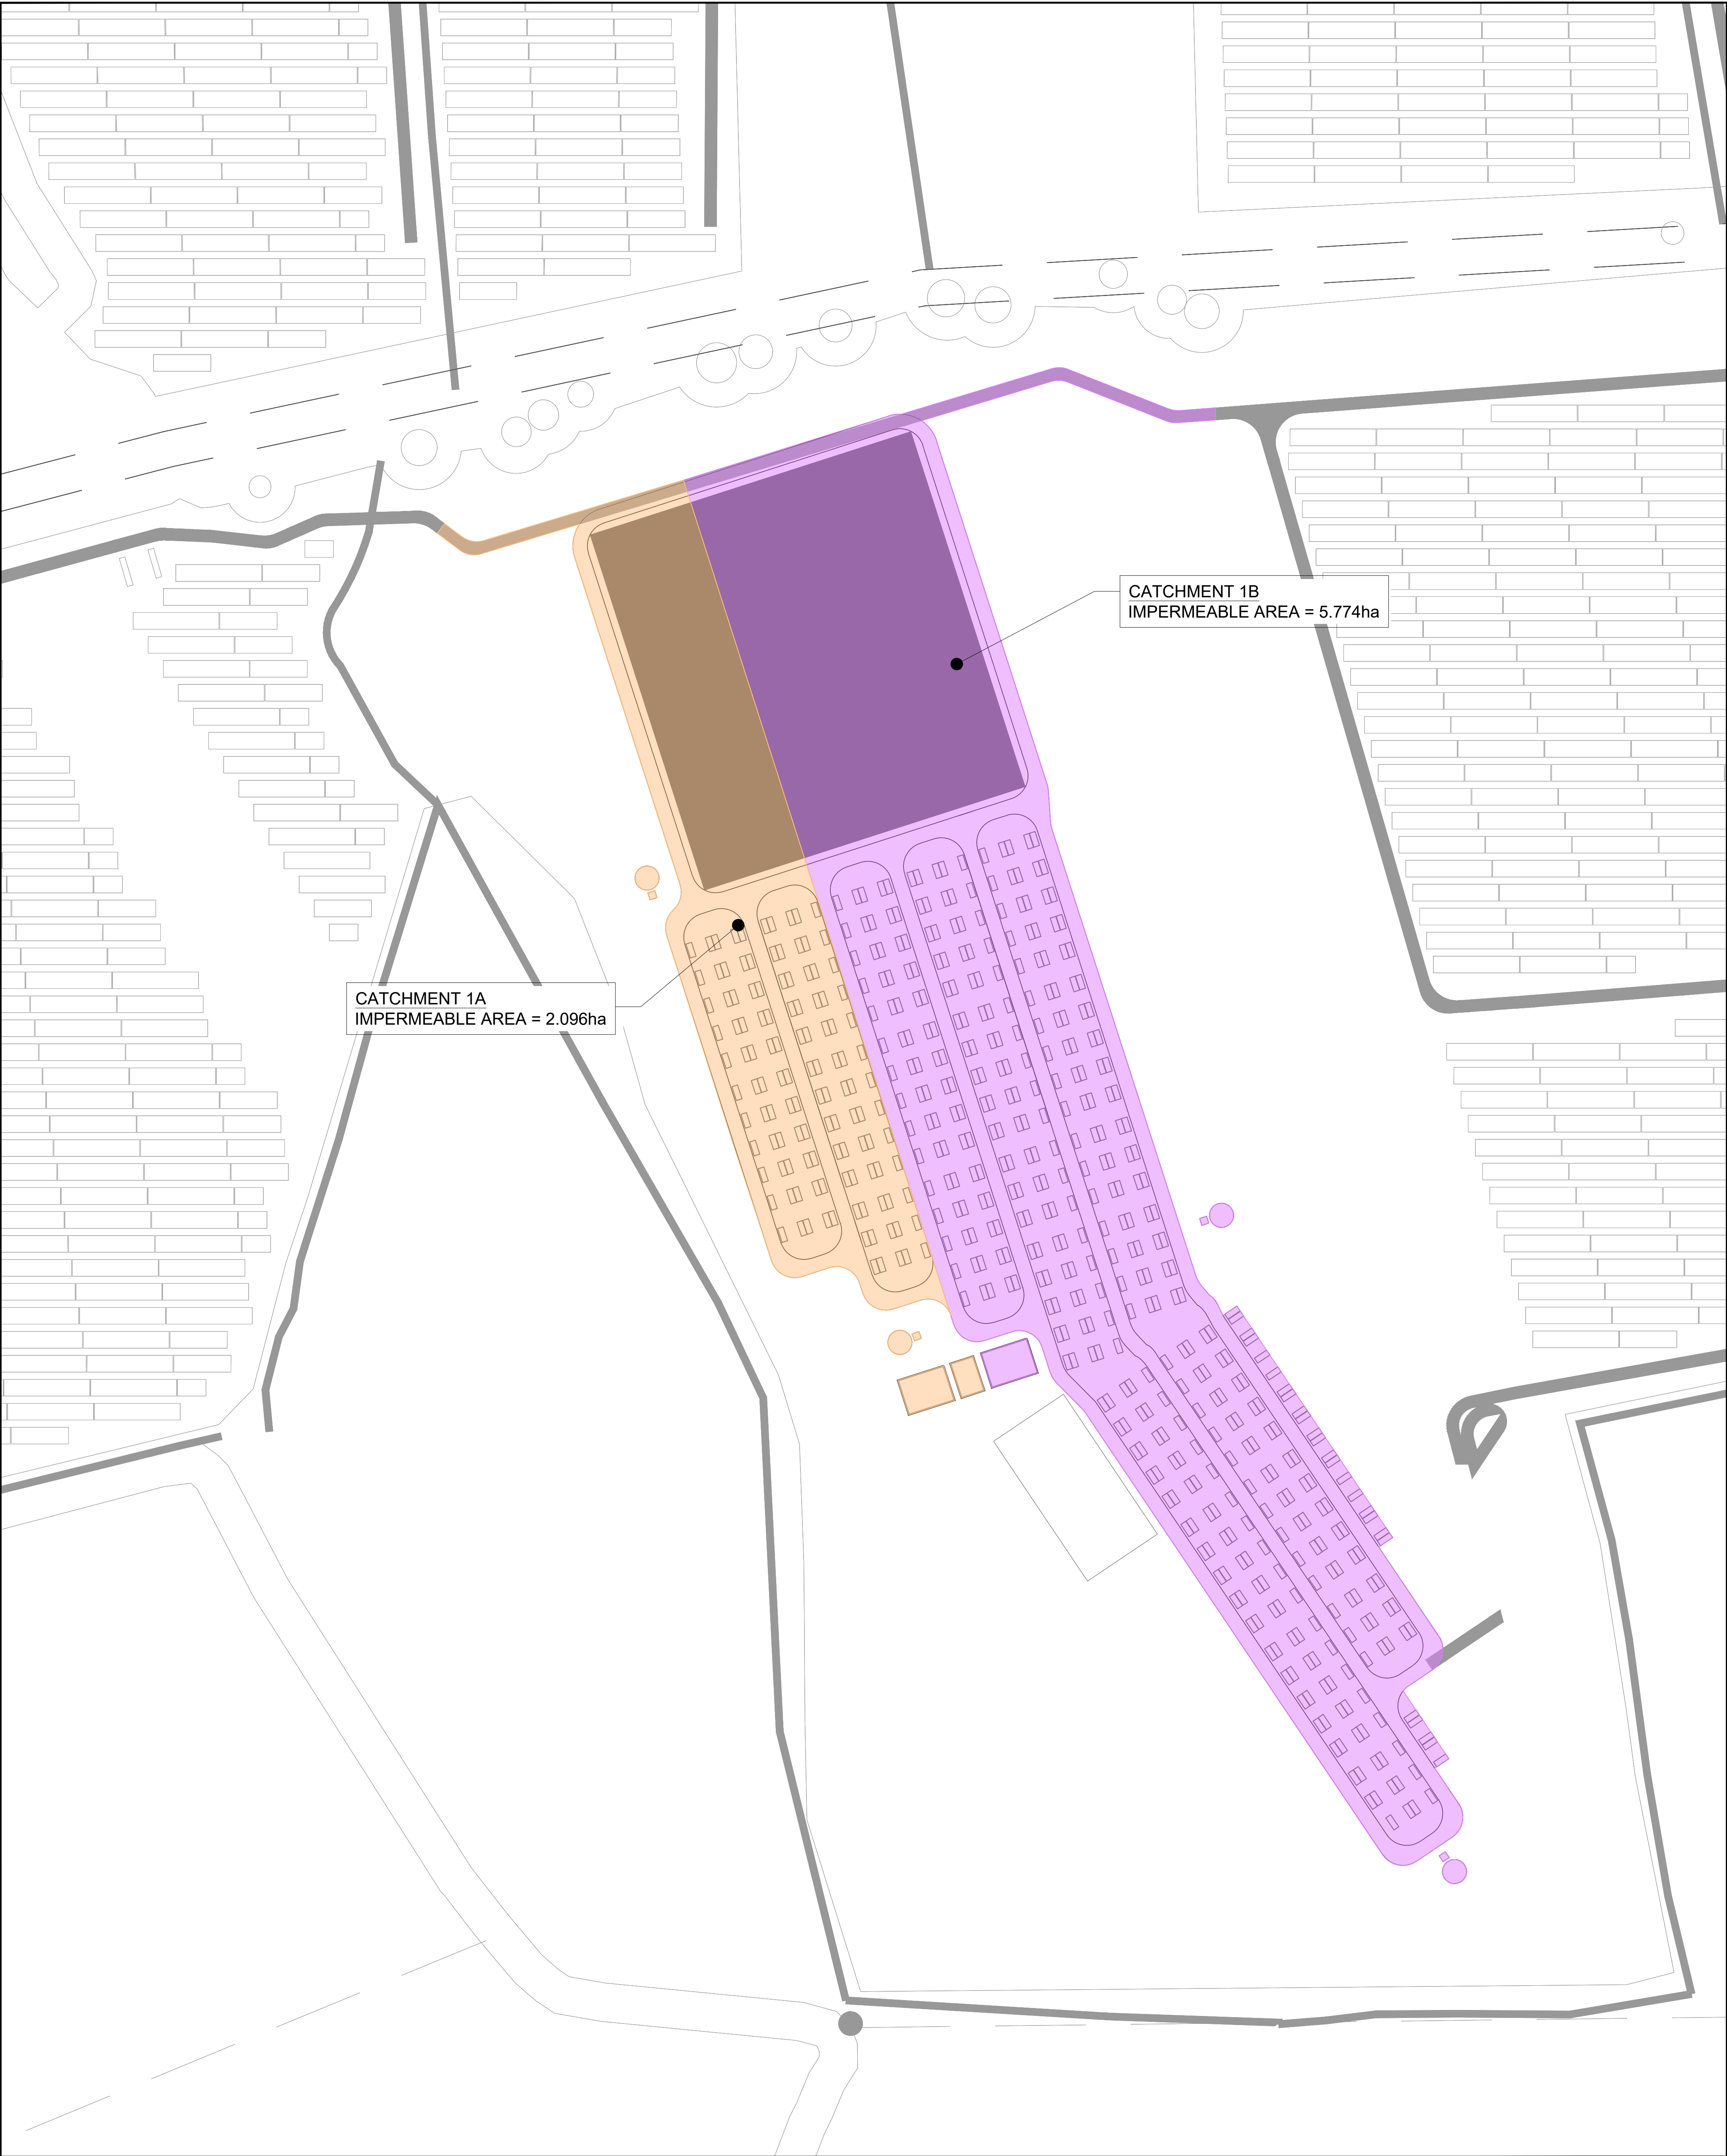 CATCHMENT 1B
IMPERMEABLE AREA = 5.774ha
CATCHMENT 1A
IMPERMEABLE AREA = 2.096ha